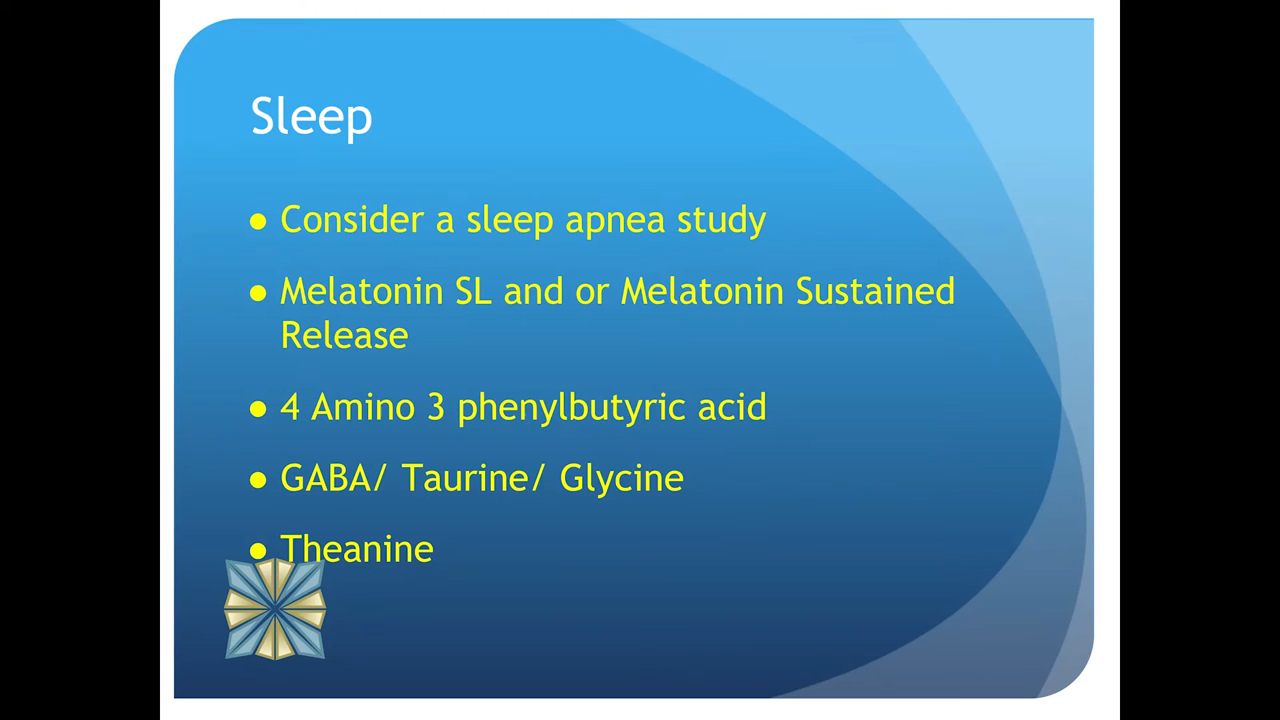 Sleep
● Consider a sleep apnea study
● Melatonin SL and or Melatonin Sustained
Release
● 4 Amino 3 phenylbutyric acid
● GABA/ Taurine/ Glycine
● Theanine